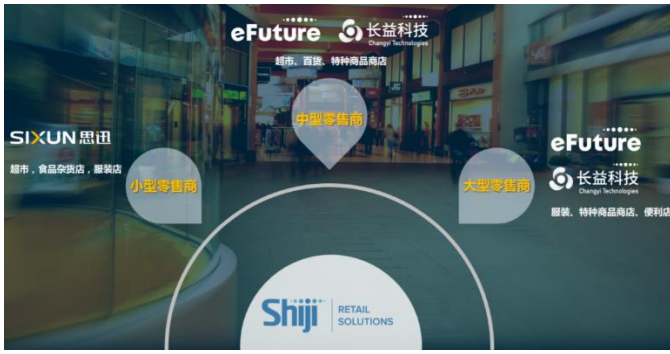 eFuture 长益科技
Changyi Technologies
超市、百货、特种商品商店
中型零售商
SIXUN思迅
超市，食品杂货店，服装店
小型零售商
大型零售商
eFuture
长益科技
Changyi Technologies
服装、特种商品商店、便利店
Shiji RETAIL
SOLUTIONS